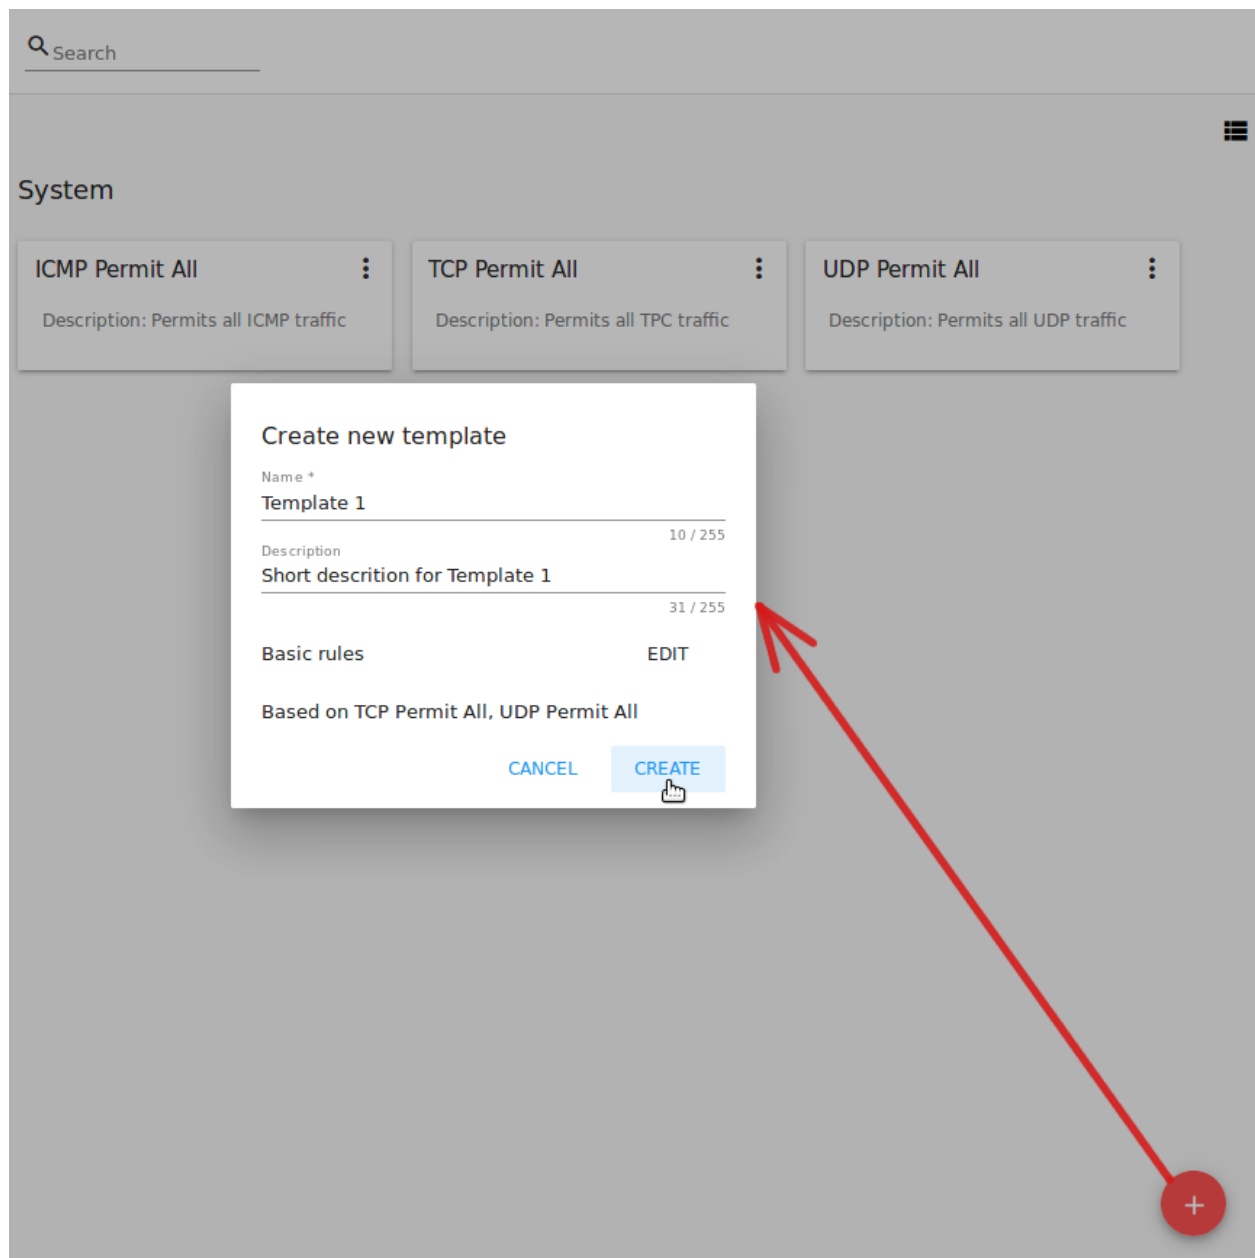 Search
System
ICMP Permit All
TCP Permit All
UDP Permit All
Description: Permits all ICMP traffic
Description: Permits all TPC traffic
Description: Permits all UDP traffic
Create new template
Name *
Template 1
10 / 255
Description
Short descrition for Template 1
31 / 255
Basic rules
EDIT
Based on TCP Permit All, UDP Permit All
CANCEL
CREATE
+